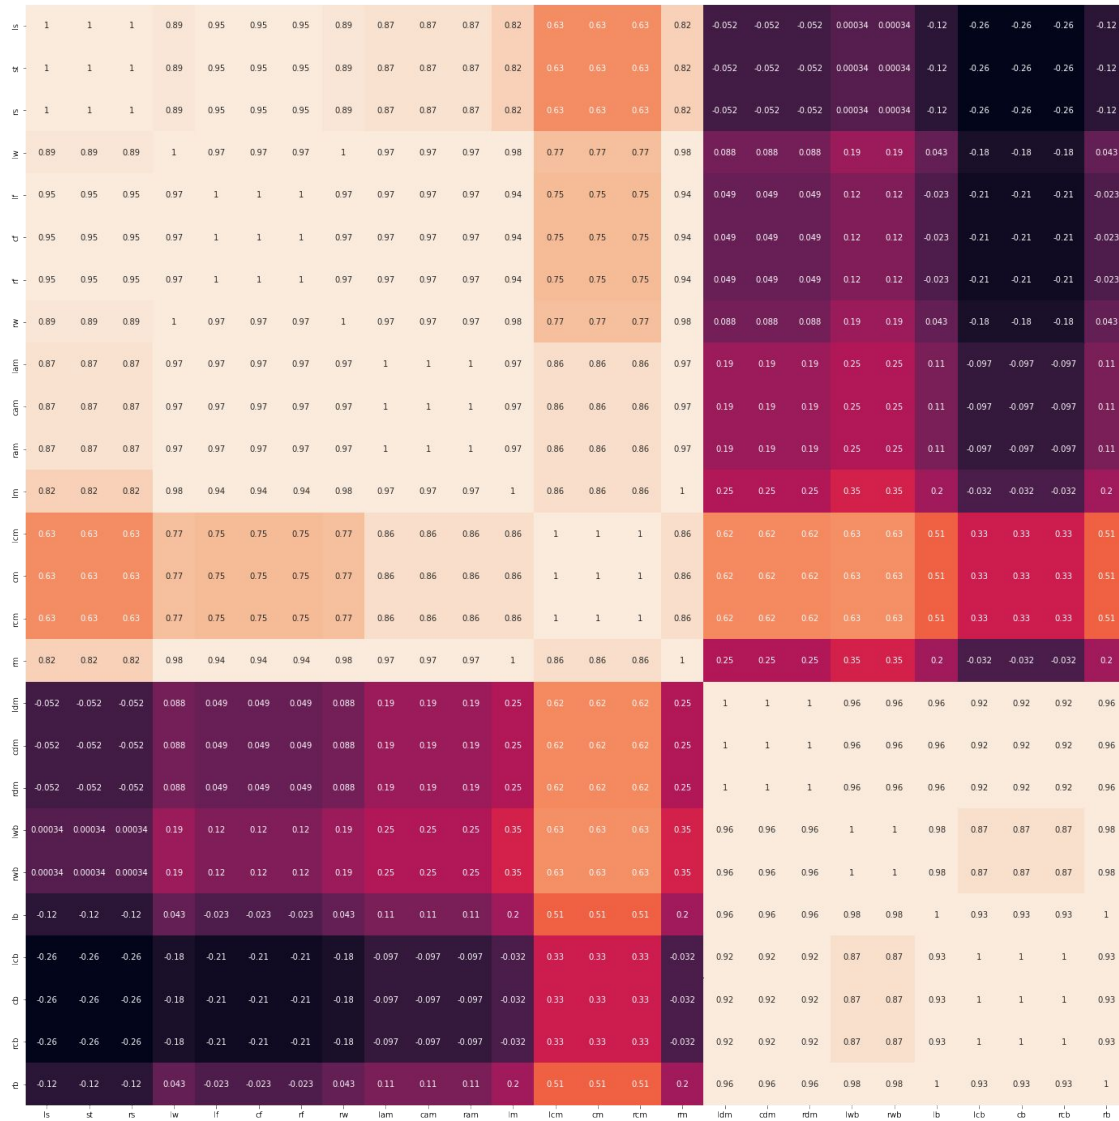 ls 1 1 1 0.89 0.95 0.95 0.95 0.89 0.87 0.87 0.87 0.82 0.63 0.63 0.63 0.82 -0.052 -0.052 -0.052 0.00034 0.00034 -0.12 -0.26 -0.26 -0.26 -0.12
st 1 1 1 0.89 0.95 0.95 0.95 0.89 0.87 0.87 0.87 0.82 0.63 0.63 0.63 0.82 -0.052 -0.052 -0.052 0.00034 0.00034 -0.12 -0.26 -0.26 -0.26 -0.12
rs 1 1 1 0.89 0.95 0.95 0.95 0.89 0.87 0.87 0.87 0.82 0.63 0.63 0.63 0.82 -0.052 -0.052 -0.052 0.00034 0.00034 -0.12 -0.26 -0.26 -0.26 -0.12
lw 0.89 0.89 0.89 1 0.97 0.97 0.97 1 0.97 0.97 0.97 0.98 0.77 0.77 0.77 0.98 0.088 0.088 0.088 0.19 0.19 0.043 -0.18 -0.18 -0.18 0.043
lf 0.95 0.95 0.95 0.97 1 1 1 0.97 0.97 0.97 0.97 0.94 0.75 0.75 0.75 0.94 0.049 0.049 0.049 0.12 0.12 -0.023 -0.21 -0.21 -0.21 -0.023
cf 0.95 0.95 0.95 0.97 1 1 1 0.97 0.97 0.97 0.97 0.94 0.75 0.75 0.75 0.94 0.049 0.049 0.049 0.12 0.12 -0.023 -0.21 -0.21 -0.21 -0.023
rf 0.95 0.95 0.95 0.97 1 1 1 0.97 0.97 0.97 0.97 0.94 0.75 0.75 0.75 0.94 0.049 0.049 0.049 0.12 0.12 -0.023 -0.21 -0.21 -0.21 -0.023
rw 0.89 0.89 0.89 1 0.97 0.97 0.97 1 0.97 0.97 0.97 0.98 0.77 0.77 0.77 0.98 0.088 0.088 0.088 0.19 0.19 0.043 -0.18 -0.18 -0.18 0.043
lam 0.87 0.87 0.87 0.97 0.97 0.97 0.97 0.97 1 1 1 0.97 0.86 0.86 0.86 0.97 0.19 0.19 0.19 0.25 0.25 0.11 -0.097 -0.097 -0.097 0.11
cam 0.87 0.87 0.87 0.97 0.97 0.97 0.97 0.97 1 1 1 0.97 0.86 0.86 0.86 0.97 0.19 0.19 0.19 0.25 0.25 0.11 -0.097 -0.097 -0.097 0.11
ram 0.87 0.87 0.87 0.97 0.97 0.97 0.97 0.97 1 1 1 0.97 0.86 0.86 0.86 0.97 0.19 0.19 0.19 0.25 0.25 0.11 -0.097 -0.097 -0.097 0.11
lm 0.82 0.82 0.82 0.98 0.94 0.94 0.94 0.98 0.97 0.97 0.97 1 0.86 0.86 0.86 1 0.25 0.25 0.25 0.35 0.35 0.2 -0.032 -0.032 -0.032 0.2
lcm 0.63 0.63 0.63 0.77 0.75 0.75 0.75 0.77 0.86 0.86 0.86 0.86 1 1 1 0.86 0.62 0.62 0.62 0.63 0.63 0.51 0.33 0.33 0.33 0.51
cm 0.63 0.63 0.63 0.77 0.75 0.75 0.75 0.77 0.86 0.86 0.86 0.86 1 1 1 0.86 0.62 0.62 0.62 0.63 0.63 0.51 0.33 0.33 0.33 0.51
rcm 0.63 0.63 0.63 0.77 0.75 0.75 0.75 0.77 0.86 0.86 0.86 0.86 1 1 1 0.86 0.62 0.62 0.62 0.63 0.63 0.51 0.33 0.33 0.33 0.51
rm 0.82 0.82 0.82 0.98 0.94 0.94 0.94 0.98 0.97 0.97 0.97 1 0.86 0.86 0.86 1 0.25 0.25 0.25 0.35 0.35 0.2 -0.032 -0.032 -0.032 0.2
ldm -0.052 -0.052 -0.052 0.088 0.049 0.049 0.049 0.088 0.19 0.19 0.19 0.25 0.62 0.62 0.62 0.25 1 1 1 0.96 0.96 0.96 0.92 0.92 0.92 0.96
cdm -0.052 -0.052 -0.052 0.088 0.049 0.049 0.049 0.088 0.19 0.19 0.19 0.25 0.62 0.62 0.62 0.25 1 1 1 0.96 0.96 0.96 0.92 0.92 0.92 0.96
rdm -0.052 -0.052 -0.052 0.088 0.049 0.049 0.049 0.088 0.19 0.19 0.19 0.25 0.62 0.62 0.62 0.25 1 1 1 0.96 0.96 0.96 0.92 0.92 0.92 0.96
lwb 0.00034 0.00034 0.00034 0.19 0.12 0.12 0.12 0.19 0.25 0.25 0.25 0.35 0.63 0.63 0.63 0.35 0.96 0.96 0.96 1 1 0.98 0.87 0.87 0.87 0.98
rwb 0.00034 0.00034 0.00034 0.19 0.12 0.12 0.12 0.19 0.25 0.25 0.25 0.35 0.63 0.63 0.63 0.35 0.96 0.96 0.96 1 1 0.98 0.87 0.87 0.87 0.98
lb -0.12 -0.12 -0.12 0.043 -0.023 -0.023 -0.023 0.043 0.11 0.11 0.11 0.2 0.51 0.51 0.51 0.2 0.96 0.96 0.96 0.98 0.98 1 0.93 0.93 0.93 1
lcb -0.26 -0.26 -0.26 -0.18 -0.21 -0.21 -0.21 -0.18 -0.097 -0.097 -0.097 -0.032 0.33 0.33 0.33 -0.032 0.92 0.92 0.92 0.87 0.87 0.93 1 1 1 0.93
cb -0.26 -0.26 -0.26 -0.18 -0.21 -0.21 -0.21 -0.18 -0.097 -0.097 -0.097 -0.032 0.33 0.33 0.33 -0.032 0.92 0.92 0.92 0.87 0.87 0.93 1 1 1 0.93
rcb -0.26 -0.26 -0.26 -0.18 -0.21 -0.21 -0.21 -0.18 -0.097 -0.097 -0.097 -0.032 0.33 0.33 0.33 -0.032 0.92 0.92 0.92 0.87 0.87 0.93 1 1 1 0.93
rb -0.12 -0.12 -0.12 0.043 -0.023 -0.023 -0.023 0.043 0.11 0.11 0.11 0.2 0.51 0.51 0.51 0.2 0.96 0.96 0.96 0.98 0.98 1 0.93 0.93 0.93 1
ls st rs lw lf cf rf rw lam cam ram lm lcm cm rcm rm ldm cdm rdm lwb rwb lb lcb cb rcb rb